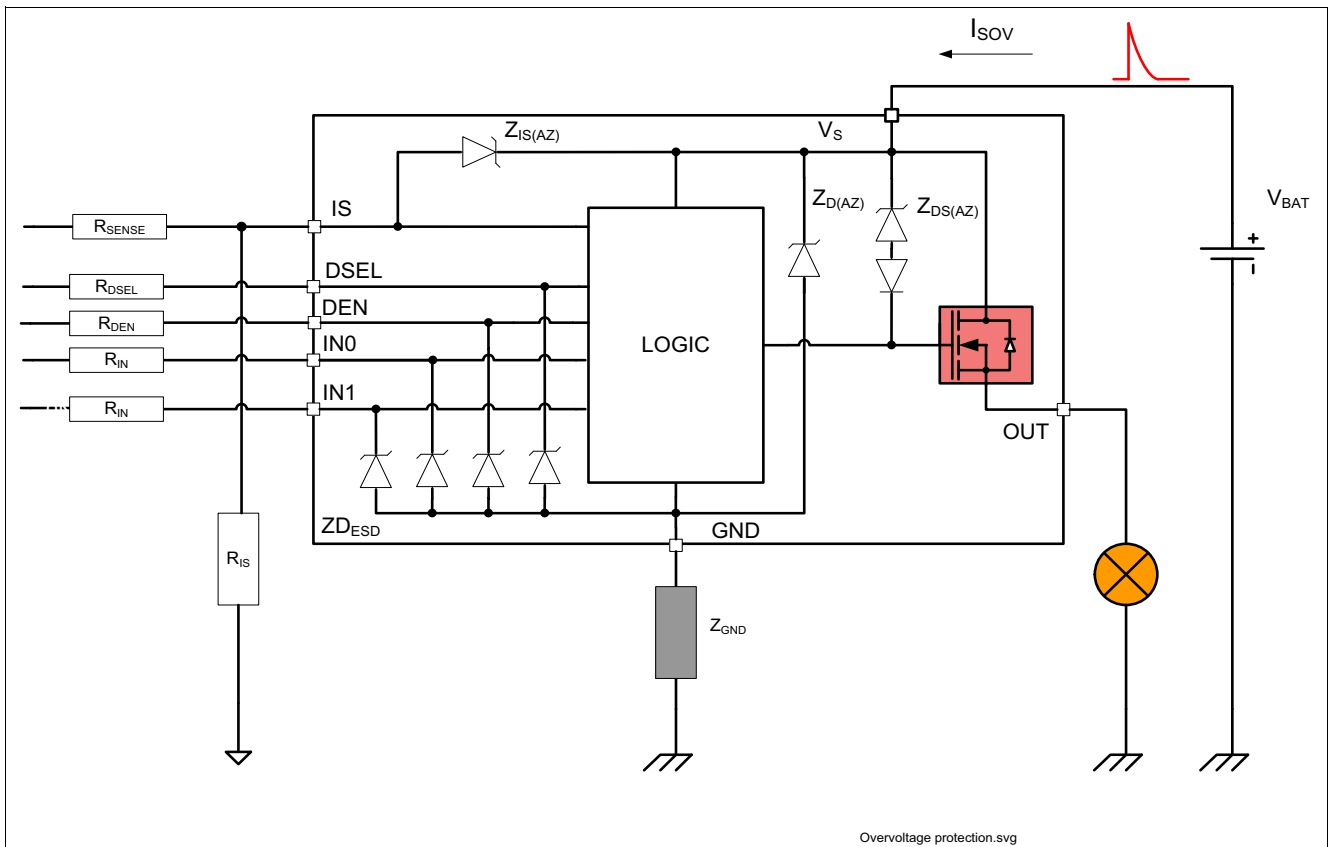 I_SOV
Z_IS(AZ)
V_S
Z_D(AZ)
Z_DS(AZ)
V_BAT
+
-
R_SENSE
IS
R_DSEL
DSEL
R_DEN
DEN
R_IN
IN0
R_IN
IN1
LOGIC
OUT
ZD_ESD
GND
R_IS
Z_GND
Overvoltage protection.svg